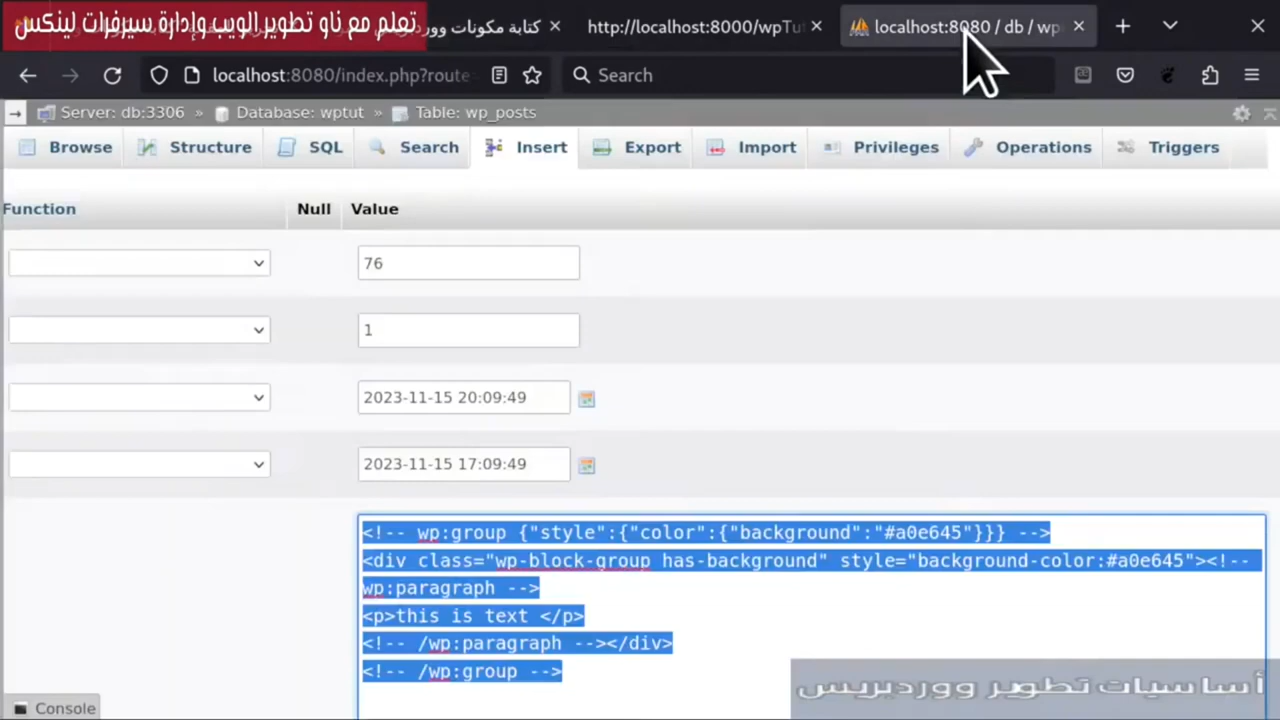 تعلم مع ناو تطوير الويب وإدارة سيرفرات لينكس
كتابة مكونات ووردبريس
http://localhost:8000/wpTut
localhost:8080 / db / wp
localhost:8080/index.php?route
Search
Server: db:3306 » Database: wptut » Table: wp_posts
Browse Structure SQL Search Insert Export Import Privileges Operations Triggers
Function Null Value
76
1
2023-11-15 20:09:49
2023-11-15 17:09:49
<!-- wp:group {"style":{"color":{"background":"#a0e645"}}} -->
<div class="wp-block-group has-background" style="background-color:#a0e645"><!--
wp:paragraph -->
<p>this is text </p>
<!-- /wp:paragraph --></div>
<!-- /wp:group -->
Console
أساسيات تطوير ووردبريس